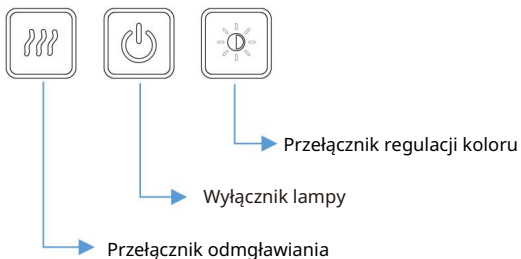 Przełącznik regulacji koloru
Wyłącznik lampy
Przełącznik odmgławiania